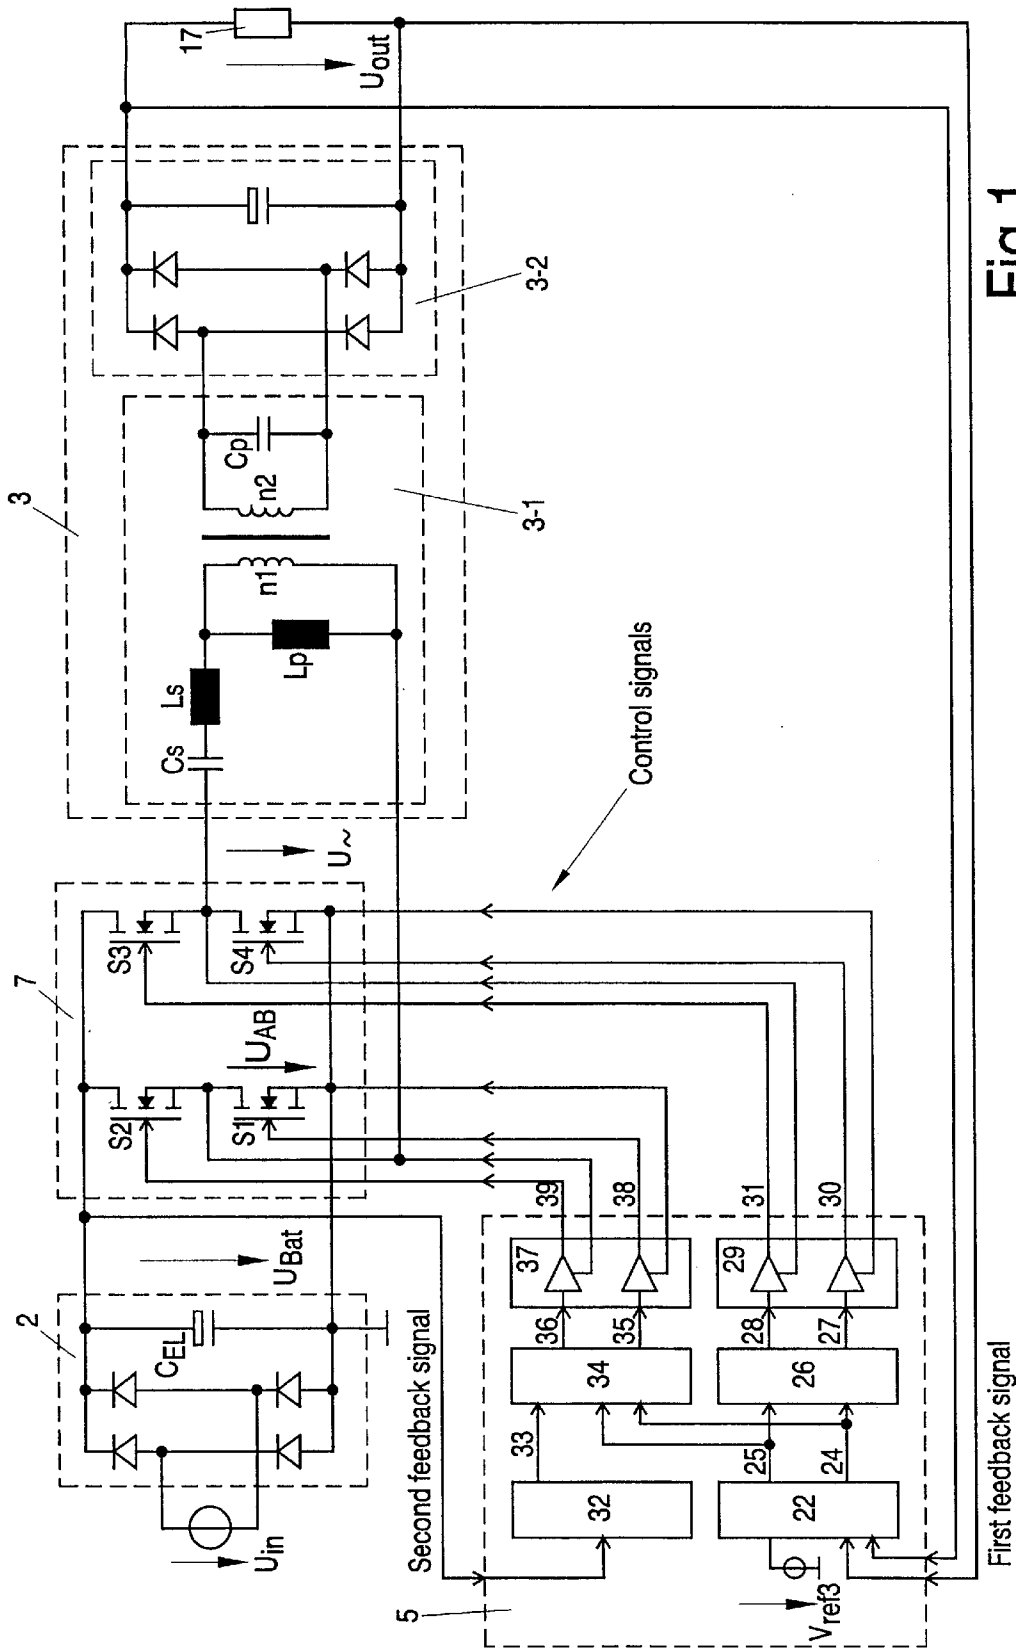 2
U_in
C_EL
U_Bat
7
S2
S1
U_AB
S3
S4
U~
3
Cs
Ls
Lp
n1
n2
Cp
3-1
3-2
17
U_out
Control signals
Second feedback signal
5
32
33
34
36
35
37
39
38
V_ref3
22
25
24
26
28
27
29
31
30
First feedback signal
Fig. 1